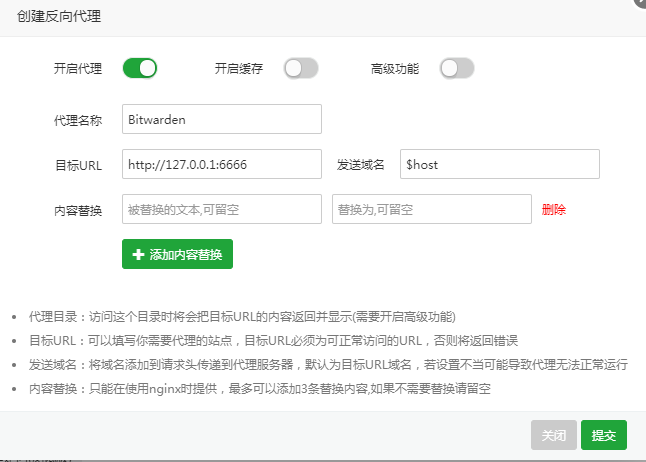 创建反向代理
开启代理 开启缓存 高级功能
代理名称 Bitwarden
目标URL http://127.0.0.1:6666 发送域名 $host
内容替换 被替换的文本,可留空 替换为,可留空 删除
添加内容替换
代理目录：访问这个目录时将会把目标URL的内容返回并显示(需要开启高级功能)
目标URL：可以填写你需要代理的站点，目标URL必须为可正常访问的URL，否则将返回错误
发送域名：将域名添加到请求头传递到代理服务器，默认为目标URL域名，若设置不当可能导致代理无法正常运行
内容替换：只能在使用nginx时提供，最多可以添加3条替换内容,如果不需要替换请留空
关闭 提交